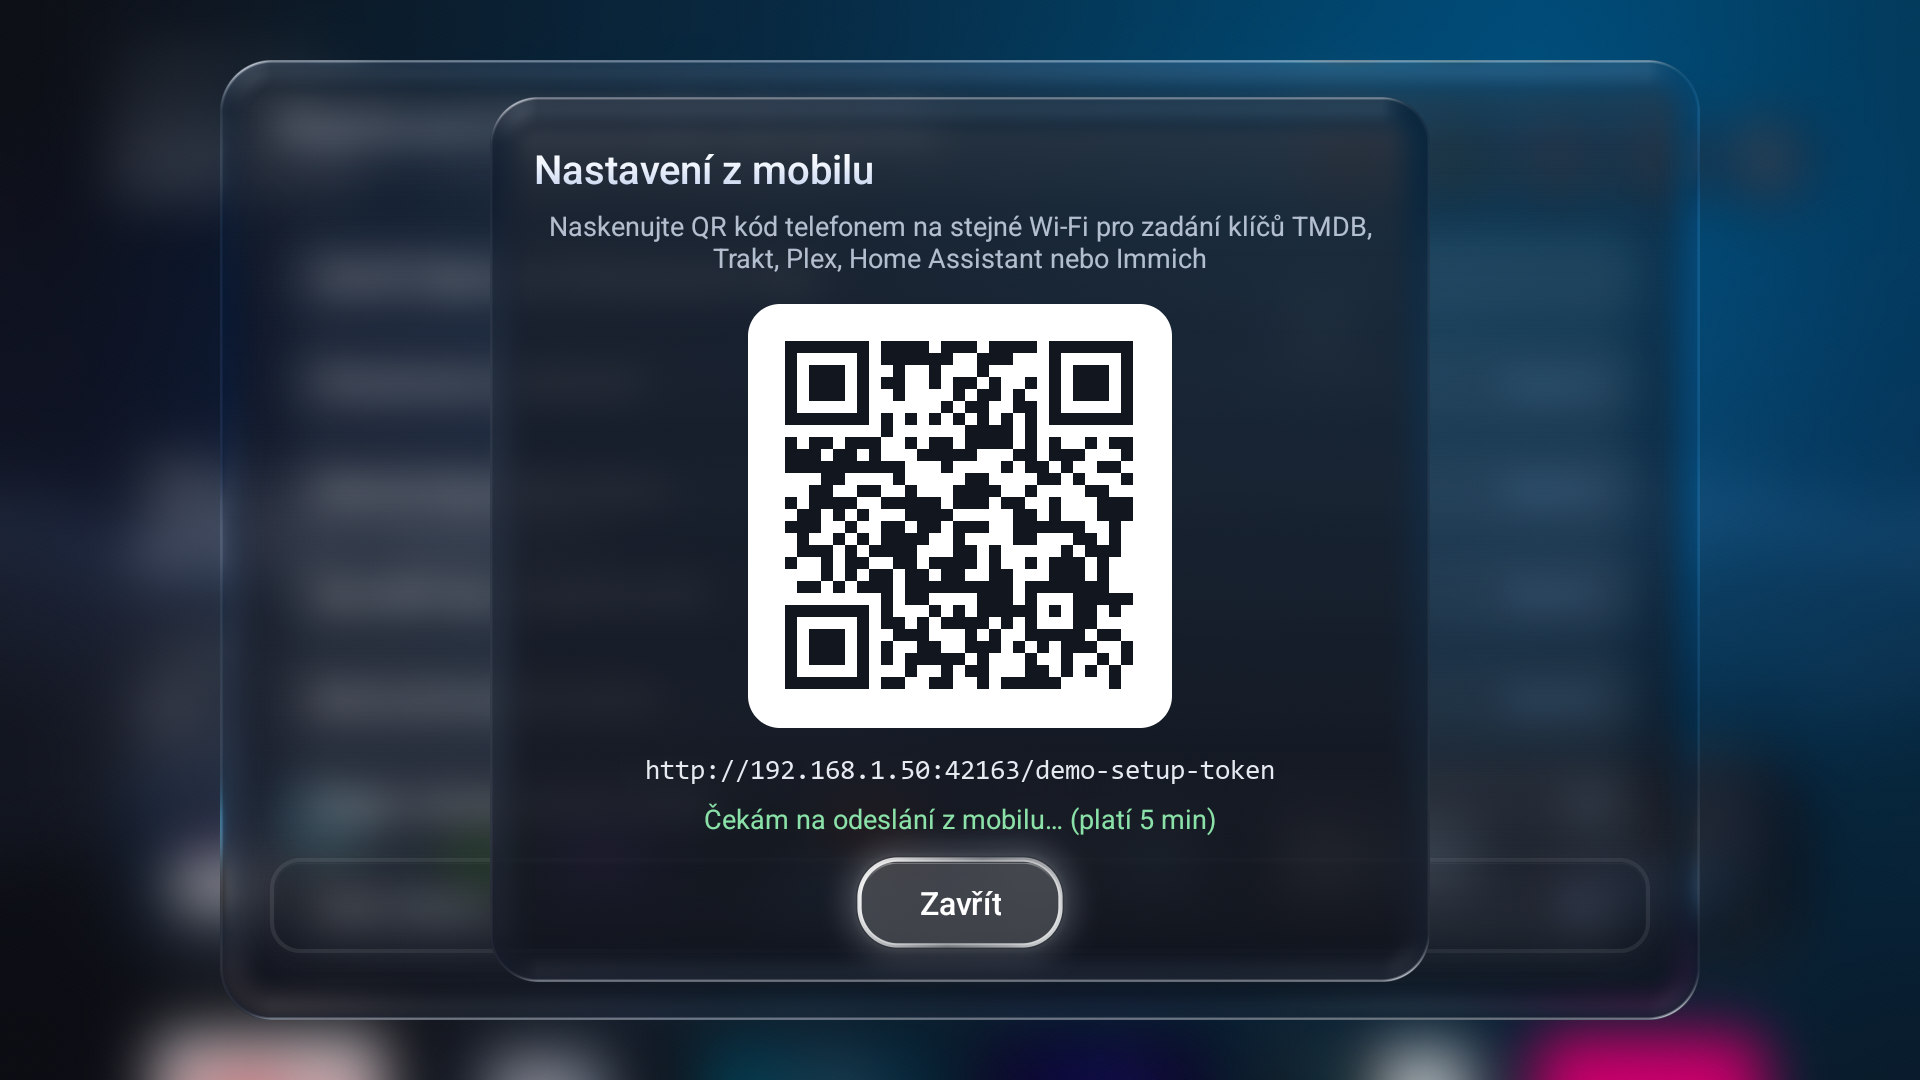 Nastavení z mobilu
Naskenujte QR kód telefonem na stejné Wi-Fi pro zadání klíčů TMDB,
Trakt, Plex, Home Assistant nebo Immich
http://192.168.1.50:42163/demo-setup-token
Čekám na odeslání z mobilu… (platí 5 min)
Zavřít